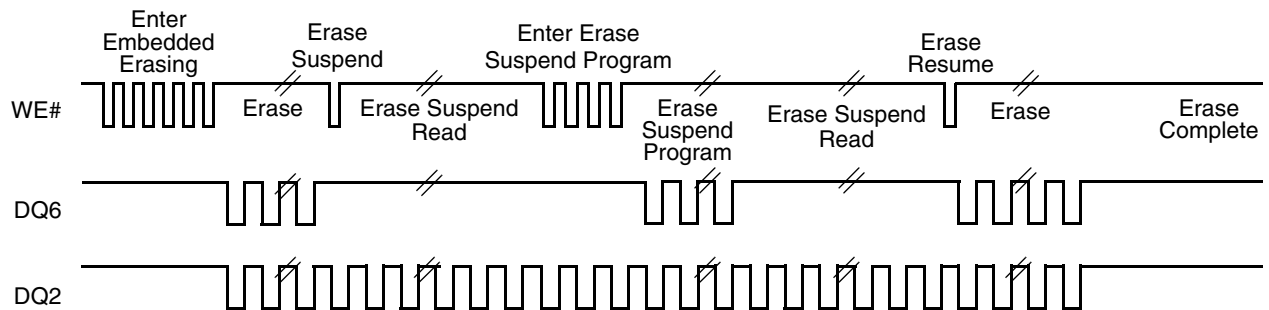 Enter
Embedded
Erasing
Erase
Suspend
Enter Erase
Suspend Program
Erase
Resume
WE#
Erase
Erase Suspend
Read
Erase
Suspend
Program
Erase Suspend
Read
Erase
Erase
Complete
DQ6
DQ2